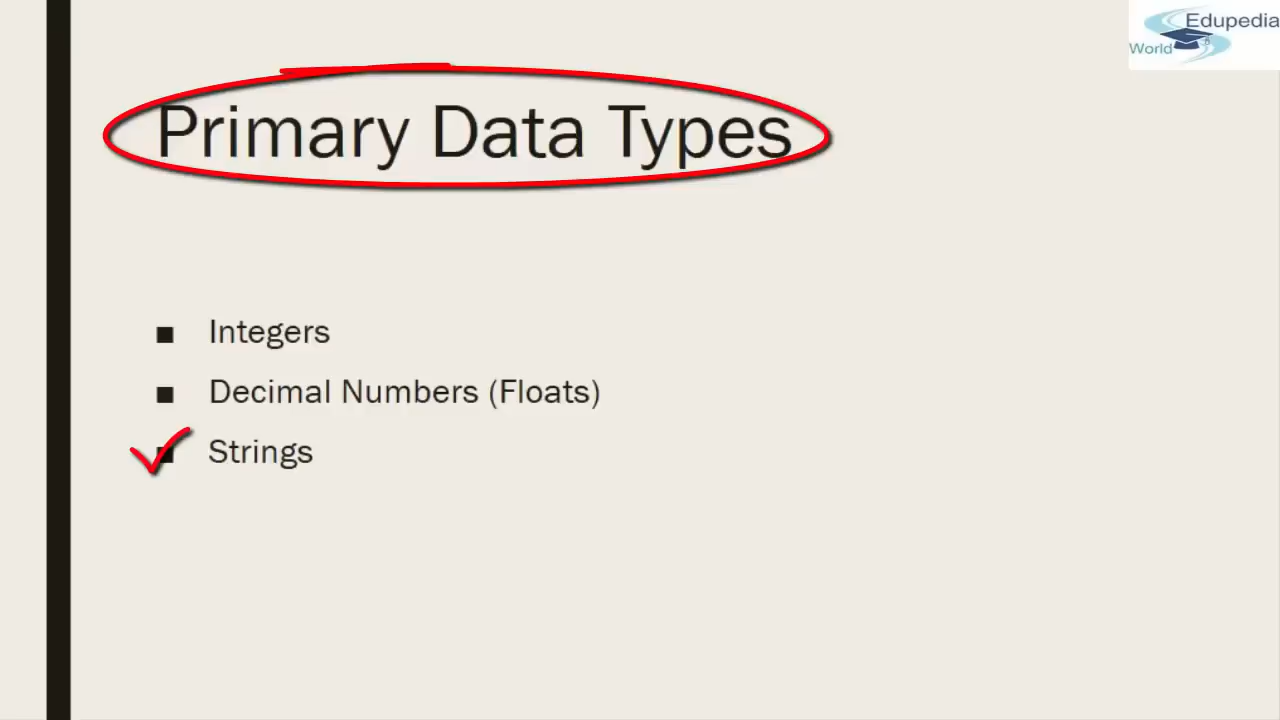 Edupedia
World
Primary Data Types
■ Integers
■ Decimal Numbers (Floats)
■ Strings